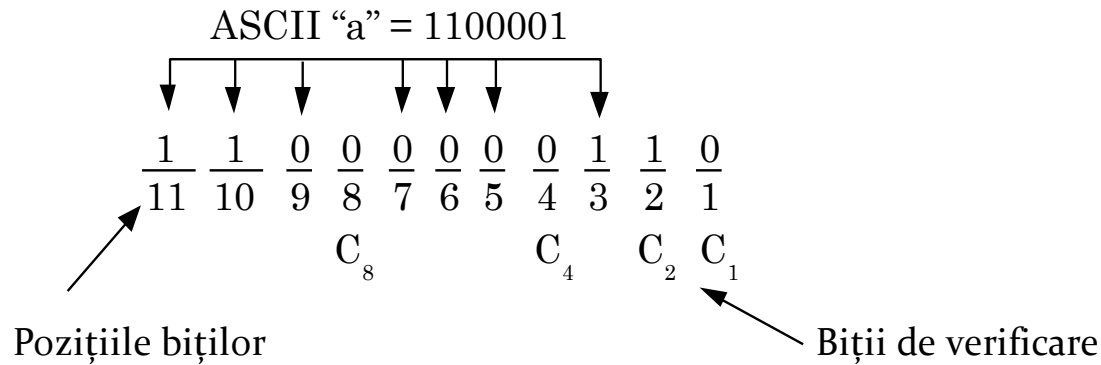 ASCII “a” = 1100001
1 1 0 0 0 0 0 0 1 1 0
11 10 9 8 7 6 5 4 3 2 1
C₈ C₄ C₂ C₁
Pozițiile biților Biții de verificare